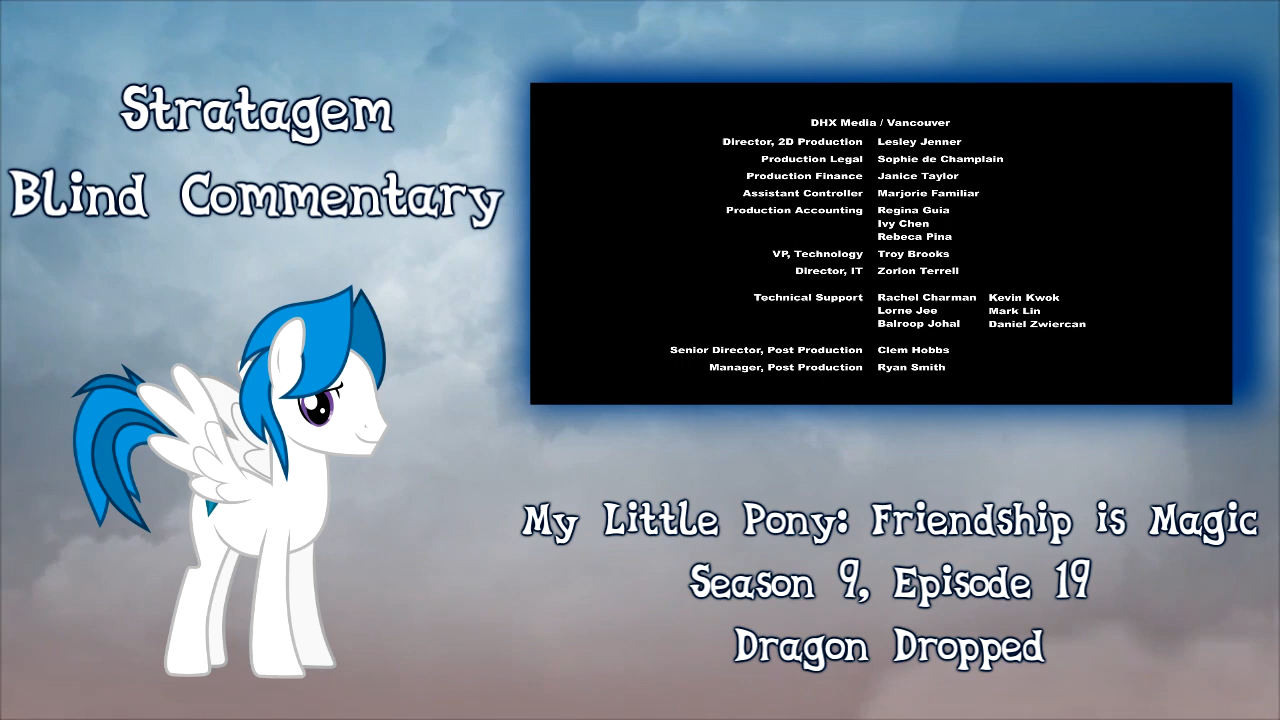 Stratagem
Blind Commentary
DHX Media / Vancouver
Director, 2D Production Lesley Jenner
Production Legal Sophie de Champlain
Production Finance Janice Taylor
Assistant Controller Marjorie Familiar
Production Accounting Regina Guia
Ivy Chen
Rebeca Pina
VP, Technology Troy Brooks
Director, IT Zorion Terrell
Technical Support Rachel Charman Kevin Kwok
Lorne Jee Mark Lin
Balroop Johal Daniel Zwiercan
Senior Director, Post Production Clem Hobbs
Manager, Post Production Ryan Smith
My Little Pony: Friendship is Magic
Season 9, Episode 19
Dragon Dropped